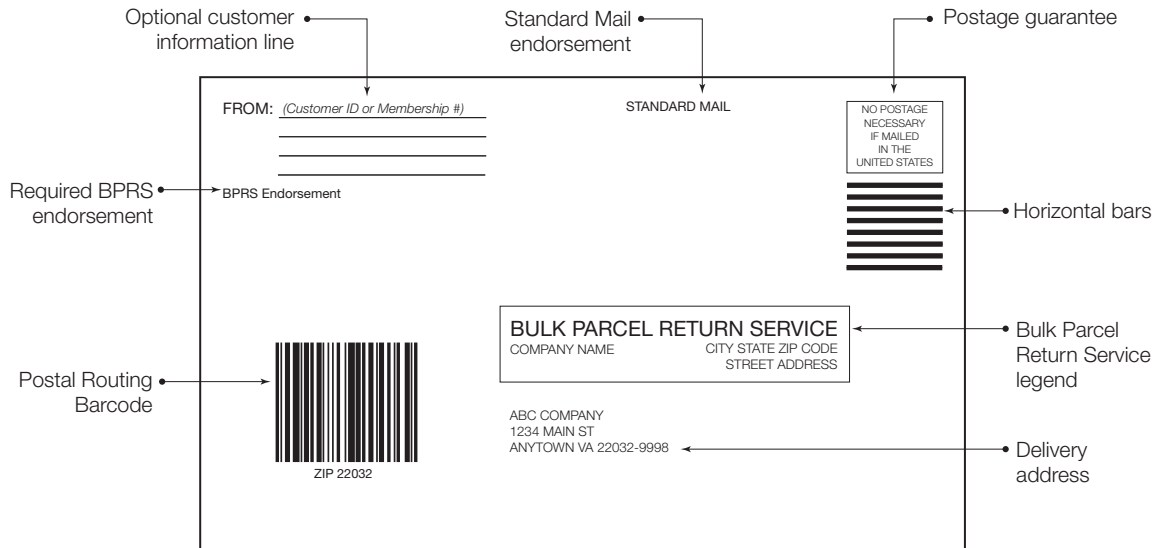 Optional customer
information line
Standard Mail
endorsement
Postage guarantee
FROM: (Customer ID or Membership #)
STANDARD MAIL
NO POSTAGE
NECESSARY
IF MAILED
IN THE
UNITED STATES
Required BPRS
endorsement
BPRS Endorsement
Horizontal bars
BULK PARCEL RETURN SERVICE
COMPANY NAME CITY STATE ZIP CODE
STREET ADDRESS
Bulk Parcel
Return Service
legend
Postal Routing
Barcode
ZIP 22032
ABC COMPANY
1234 MAIN ST
ANYTOWN VA 22032-9998
Delivery
address